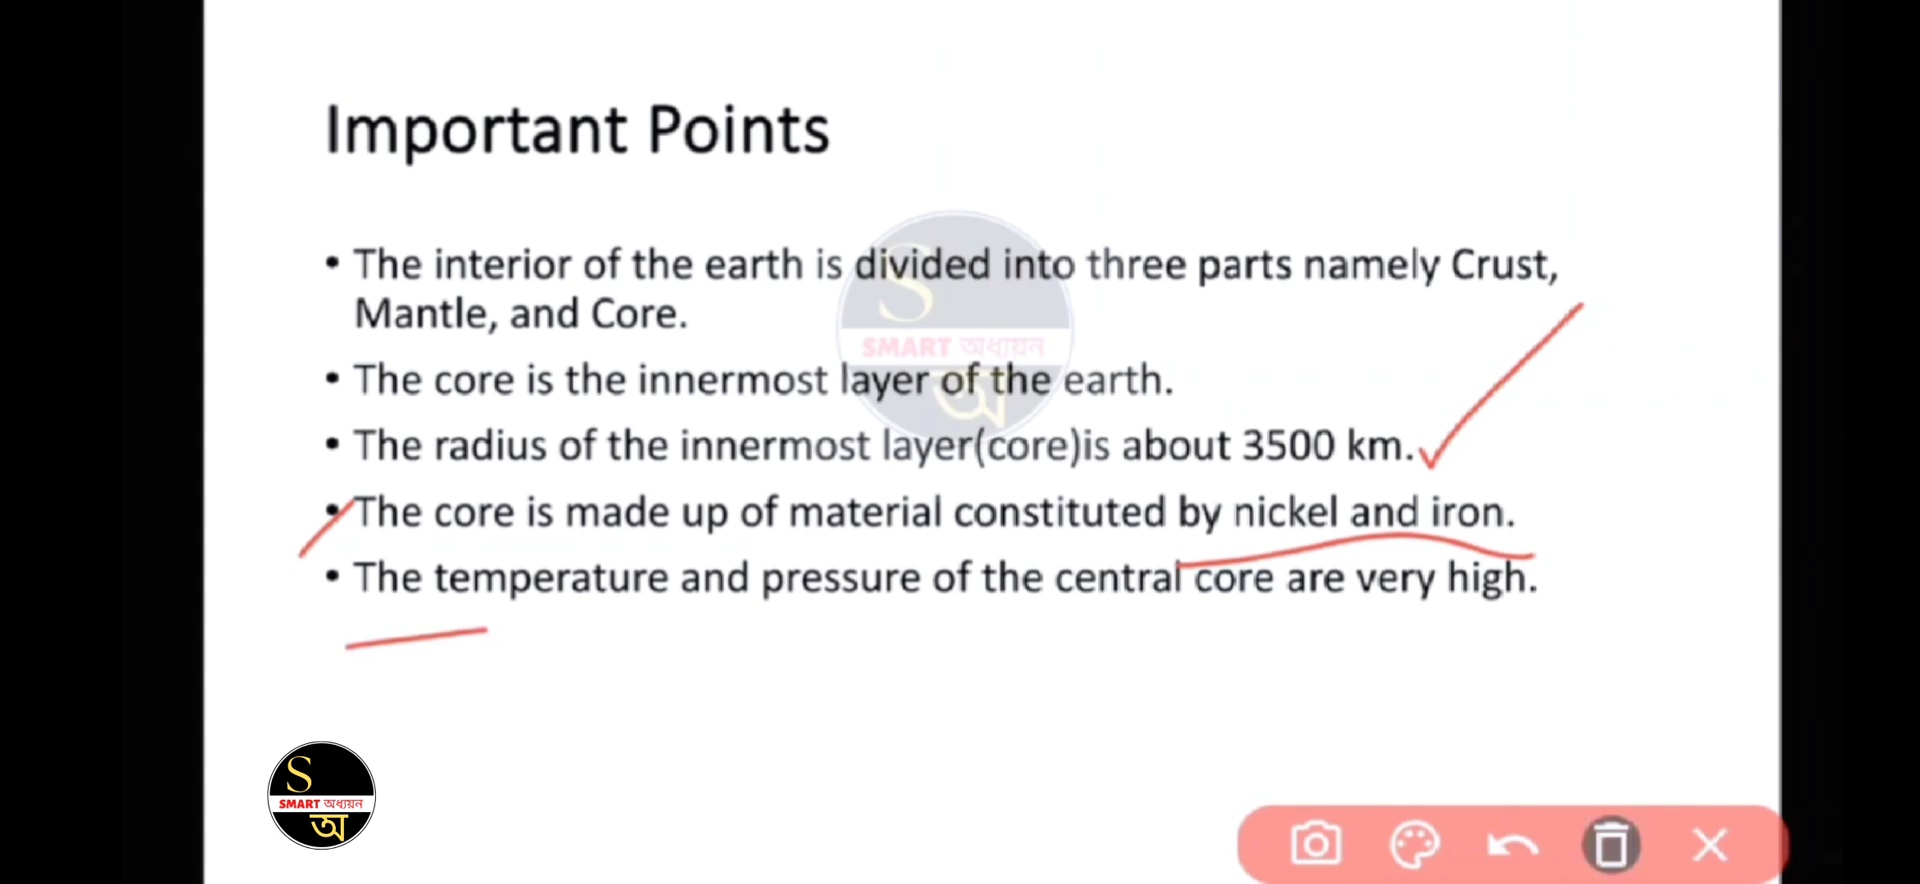 Important Points
• The interior of the earth is divided into three parts namely Crust,
Mantle, and Core.
• The core is the innermost layer of the earth.
• The radius of the innermost layer(core)is about 3500 km.
• The core is made up of material constituted by nickel and iron.
• The temperature and pressure of the central core are very high.
S
SMART অধ্যয়ন
অ
S
SMART অধ্যয়ন
অ